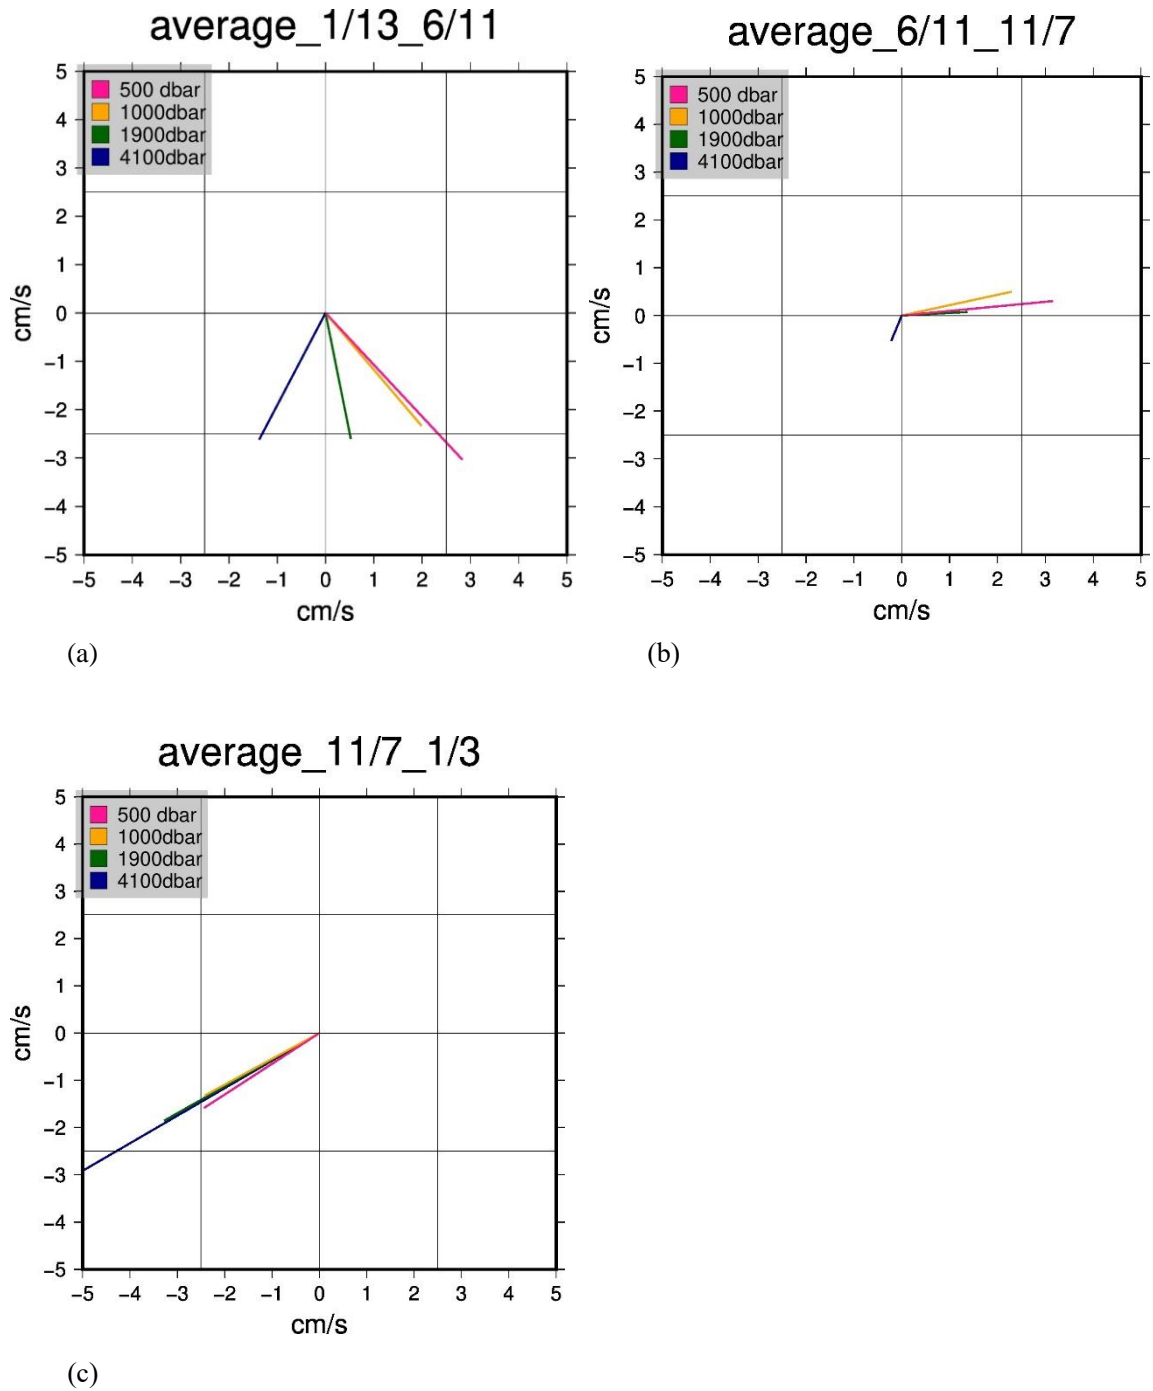 average_1/13_6/11
500 dbar
1000dbar
1900dbar
4100dbar
5
4
3
2
1
0
−1
−2
−3
−4
−5
cm/s
−5 −4 −3 −2 −1 0 1 2 3 4 5
cm/s
(a)
average_6/11_11/7
500 dbar
1000dbar
1900dbar
4100dbar
5
4
3
2
1
0
−1
−2
−3
−4
−5
cm/s
−5 −4 −3 −2 −1 0 1 2 3 4 5
cm/s
(b)
average_11/7_1/3
500 dbar
1000dbar
1900dbar
4100dbar
5
4
3
2
1
0
−1
−2
−3
−4
−5
cm/s
−5 −4 −3 −2 −1 0 1 2 3 4 5
cm/s
(c)